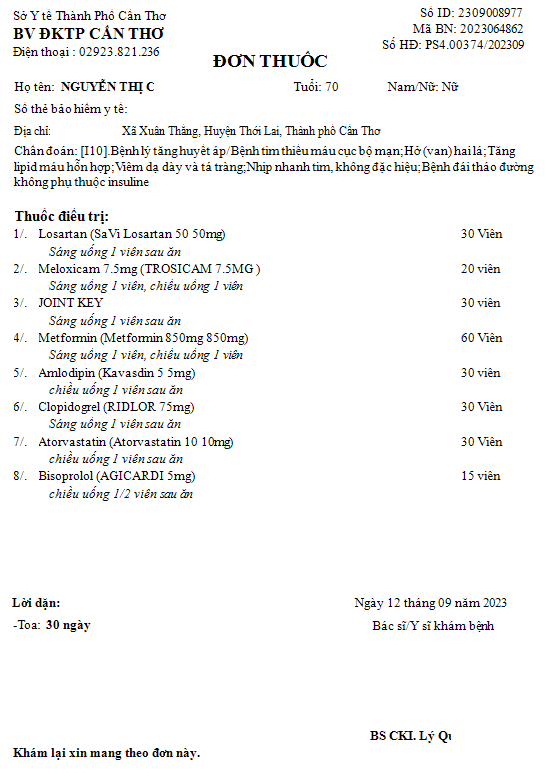 Sở Y tế Thành Phố Cần Thơ
Số ID: 2309008977
BV ĐKTP CẦN THƠ
Mã BN: 2023064862
Điện thoại : 02923.821.236
Số HĐ: PS4.00374/202309
ĐƠN THUỐC
Họ tên: NGUYỄN THỊ C Tuổi: 70 Nam/Nữ: Nữ
Số thẻ bảo hiểm y tế:
Địa chỉ: Xã Xuân Thắng, Huyện Thới Lai, Thành phố Cần Thơ
Chẩn đoán: [I10].Bệnh lý tăng huyết áp/Bệnh tim thiếu máu cục bộ mạn;Hở (van) hai lá;Tăng
lipid máu hỗn hợp;Viêm dạ dày và tá tràng;Nhịp nhanh tim, không đặc hiệu;Bệnh đái tháo đường
không phụ thuộc insuline
Thuốc điều trị:
1/. Losartan (SaVi Losartan 50 50mg) 30 Viên
Sáng uống 1 viên sau ăn
2/. Meloxicam 7.5mg (TROSICAM 7.5MG ) 20 viên
Sáng uống 1 viên, chiều uống 1 viên
3/. JOINT KEY 30 viên
Sáng uống 1 viên sau ăn
4/. Metformin (Metformin 850mg 850mg) 60 Viên
Sáng uống 1 viên, chiều uống 1 viên
5/. Amlodipin (Kavasdin 5 5mg) 30 viên
chiều uống 1 viên sau ăn
6/. Clopidogrel (RIDLOR 75mg) 30 Viên
Sáng uống 1 viên sau ăn
7/. Atorvastatin (Atorvastatin 10 10mg) 30 Viên
chiều uống 1 viên sau ăn
8/. Bisoprolol (AGICARDI 5mg) 15 viên
chiều uống 1/2 viên sau ăn
Lời dặn:
Ngày 12 tháng 09 năm 2023
-Toa: 30 ngày
Bác sĩ/Y sĩ khám bệnh
BS CKI. Lý Qu
Khám lại xin mang theo đơn này.